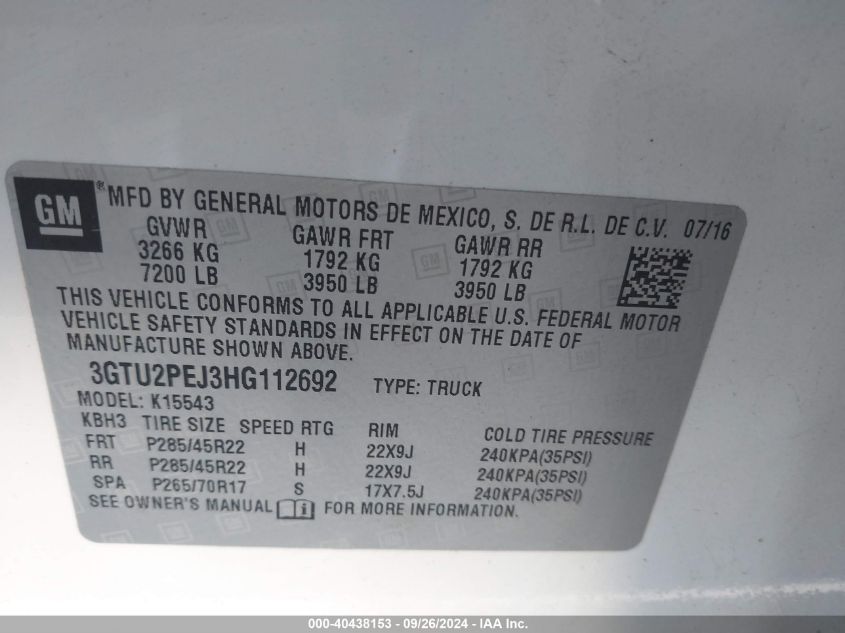 GM ® MFD BY GENERAL MOTORS DE MEXICO, S. DE R.L. DE C.V. 07/16
GVWR GAWR FRT GAWR RR
3266 KG 1792 KG 1792 KG
7200 LB 3950 LB 3950 LB
THIS VEHICLE CONFORMS TO ALL APPLICABLE U.S. FEDERAL MOTOR
VEHICLE SAFETY STANDARDS IN EFFECT ON THE DATE OF
MANUFACTURE SHOWN ABOVE.
3GTU2PEJ3HG112692 TYPE: TRUCK
MODEL: K15543
KBH3 TIRE SIZE SPEED RTG RIM COLD TIRE PRESSURE
FRT P285/45R22 H 22X9J 240KPA(35PSI)
RR P285/45R22 H 22X9J 240KPA(35PSI)
SPA P265/70R17 S 17X7.5J 240KPA(35PSI)
SEE OWNER'S MANUAL i FOR MORE INFORMATION.
000-40438153 - 09/26/2024 - IAA Inc.